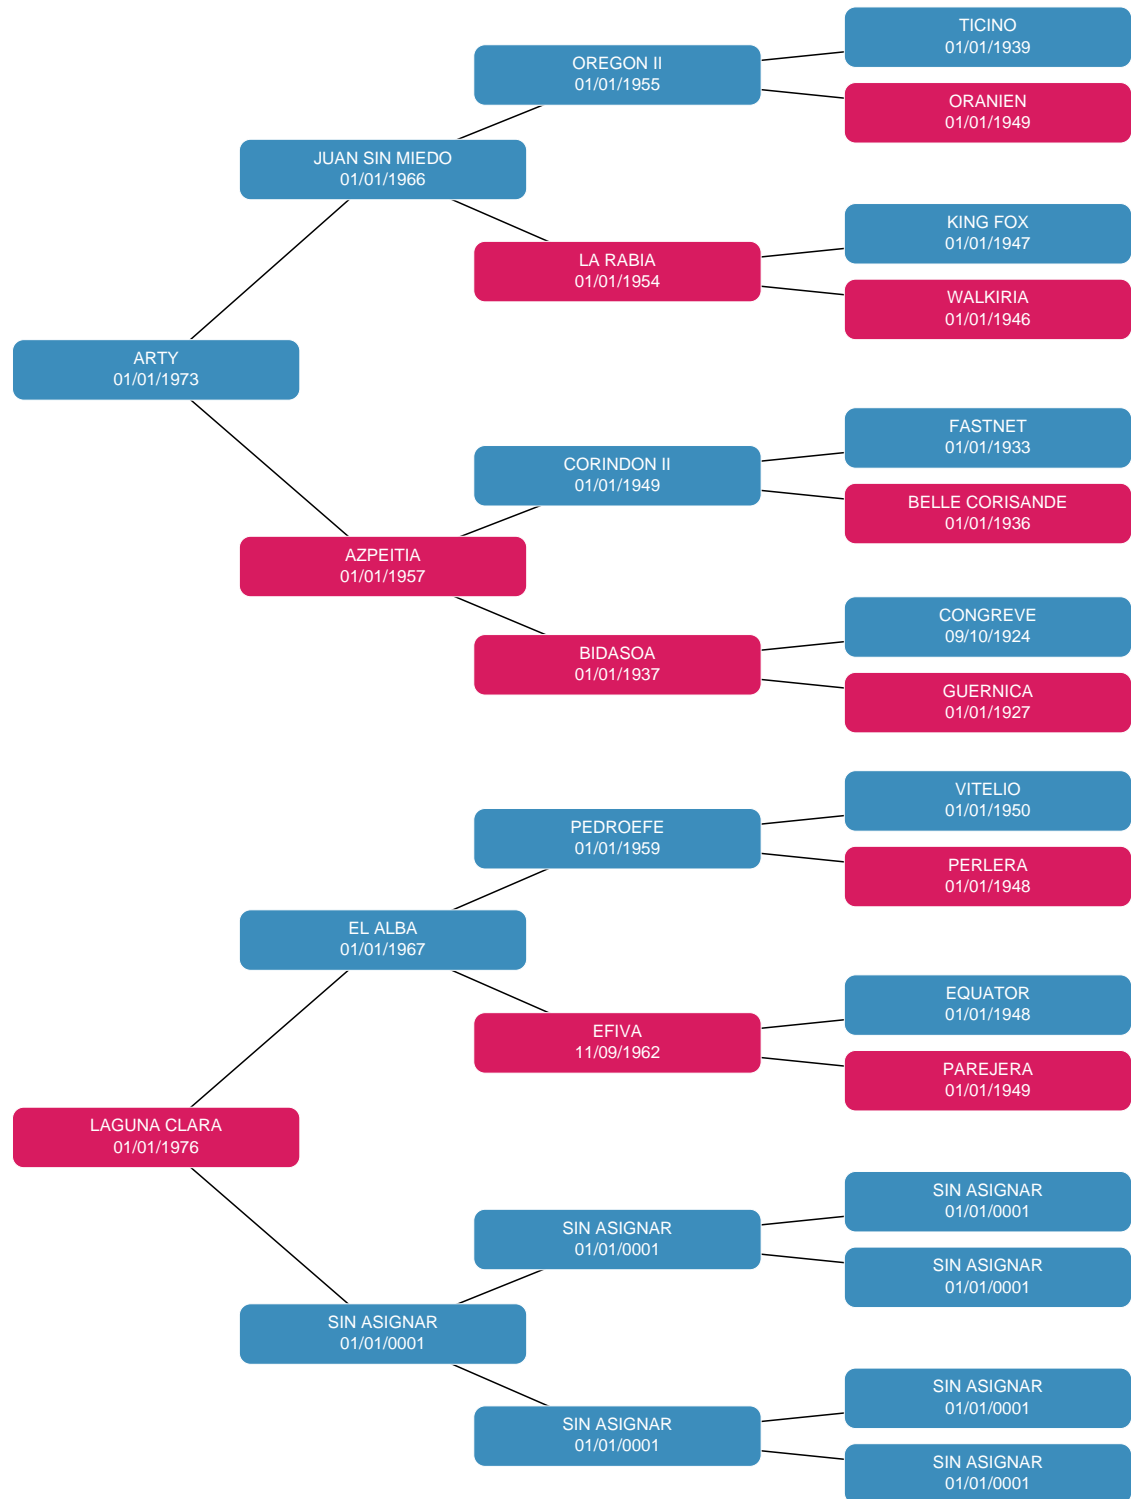 TICINO
01/01/1939
OREGON II
01/01/1955
ORANIEN
01/01/1949
JUAN SIN MIEDO
01/01/1966
KING FOX
01/01/1947
LA RABIA
01/01/1954
WALKIRIA
01/01/1946
ARTY
01/01/1973
FASTNET
01/01/1933
CORINDON II
01/01/1949
BELLE CORISANDE
01/01/1936
AZPEITIA
01/01/1957
CONGREVE
09/10/1924
BIDASOA
01/01/1937
GUERNICA
01/01/1927
VITELIO
01/01/1950
PEDROEFE
01/01/1959
PERLERA
01/01/1948
EL ALBA
01/01/1967
EQUATOR
01/01/1948
EFIVA
11/09/1962
PAREJERA
01/01/1949
LAGUNA CLARA
01/01/1976
SIN ASIGNAR
01/01/0001
SIN ASIGNAR
01/01/0001
SIN ASIGNAR
01/01/0001
SIN ASIGNAR
01/01/0001
SIN ASIGNAR
01/01/0001
SIN ASIGNAR
01/01/0001
SIN ASIGNAR
01/01/0001